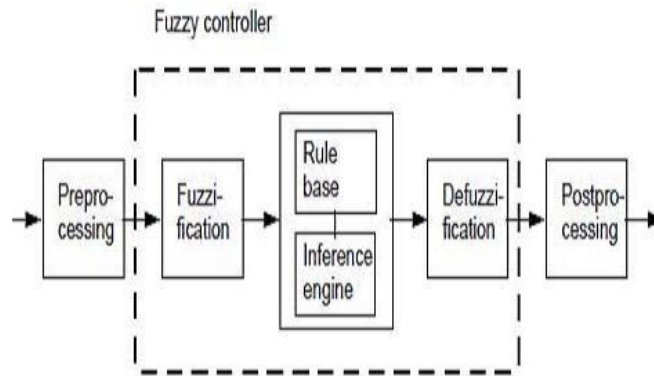 Fuzzy controller
Prepro-
cessing
Fuzzi-
fication
Rule
base
Inference
engine
Defuzzi-
fication
Postpro-
cessing